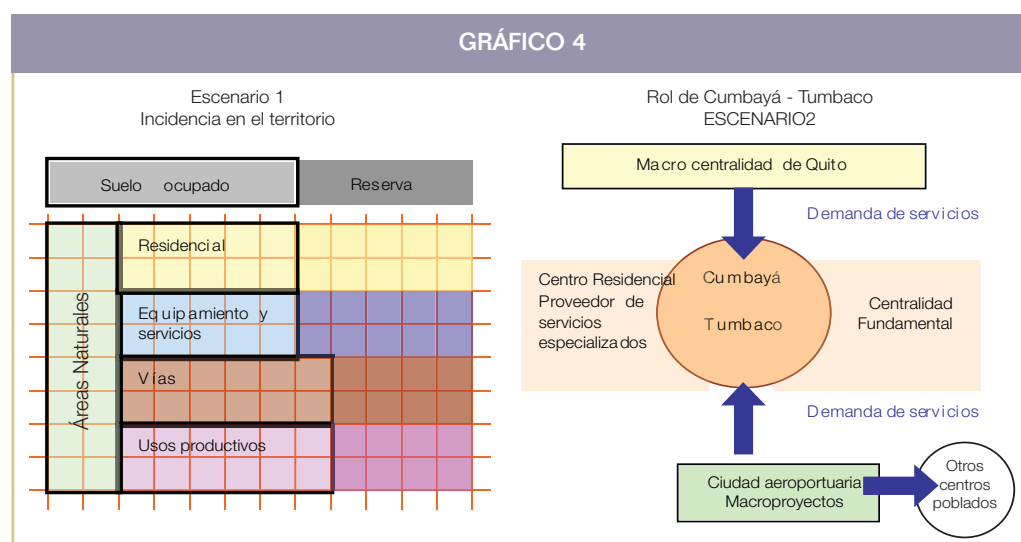 GRÁFICO 4
Escenario 1
Incidencia en el territorio
Suelo ocupado
Reserva
Áreas Naturales
Residencial
Equipamiento y
servicios
Vías
Usos productivos
Rol de Cumbayá - Tumbaco
ESCENARIO2
Macro centralidad de Quito
Demanda de servicios
Centro Residencial
Proveedor de
servicios
especializados
Cumbayá
Tumbaco
Centralidad
Fundamental
Demanda de servicios
Ciudad aeroportuaria
Macroproyectos
Otros
centros
poblados